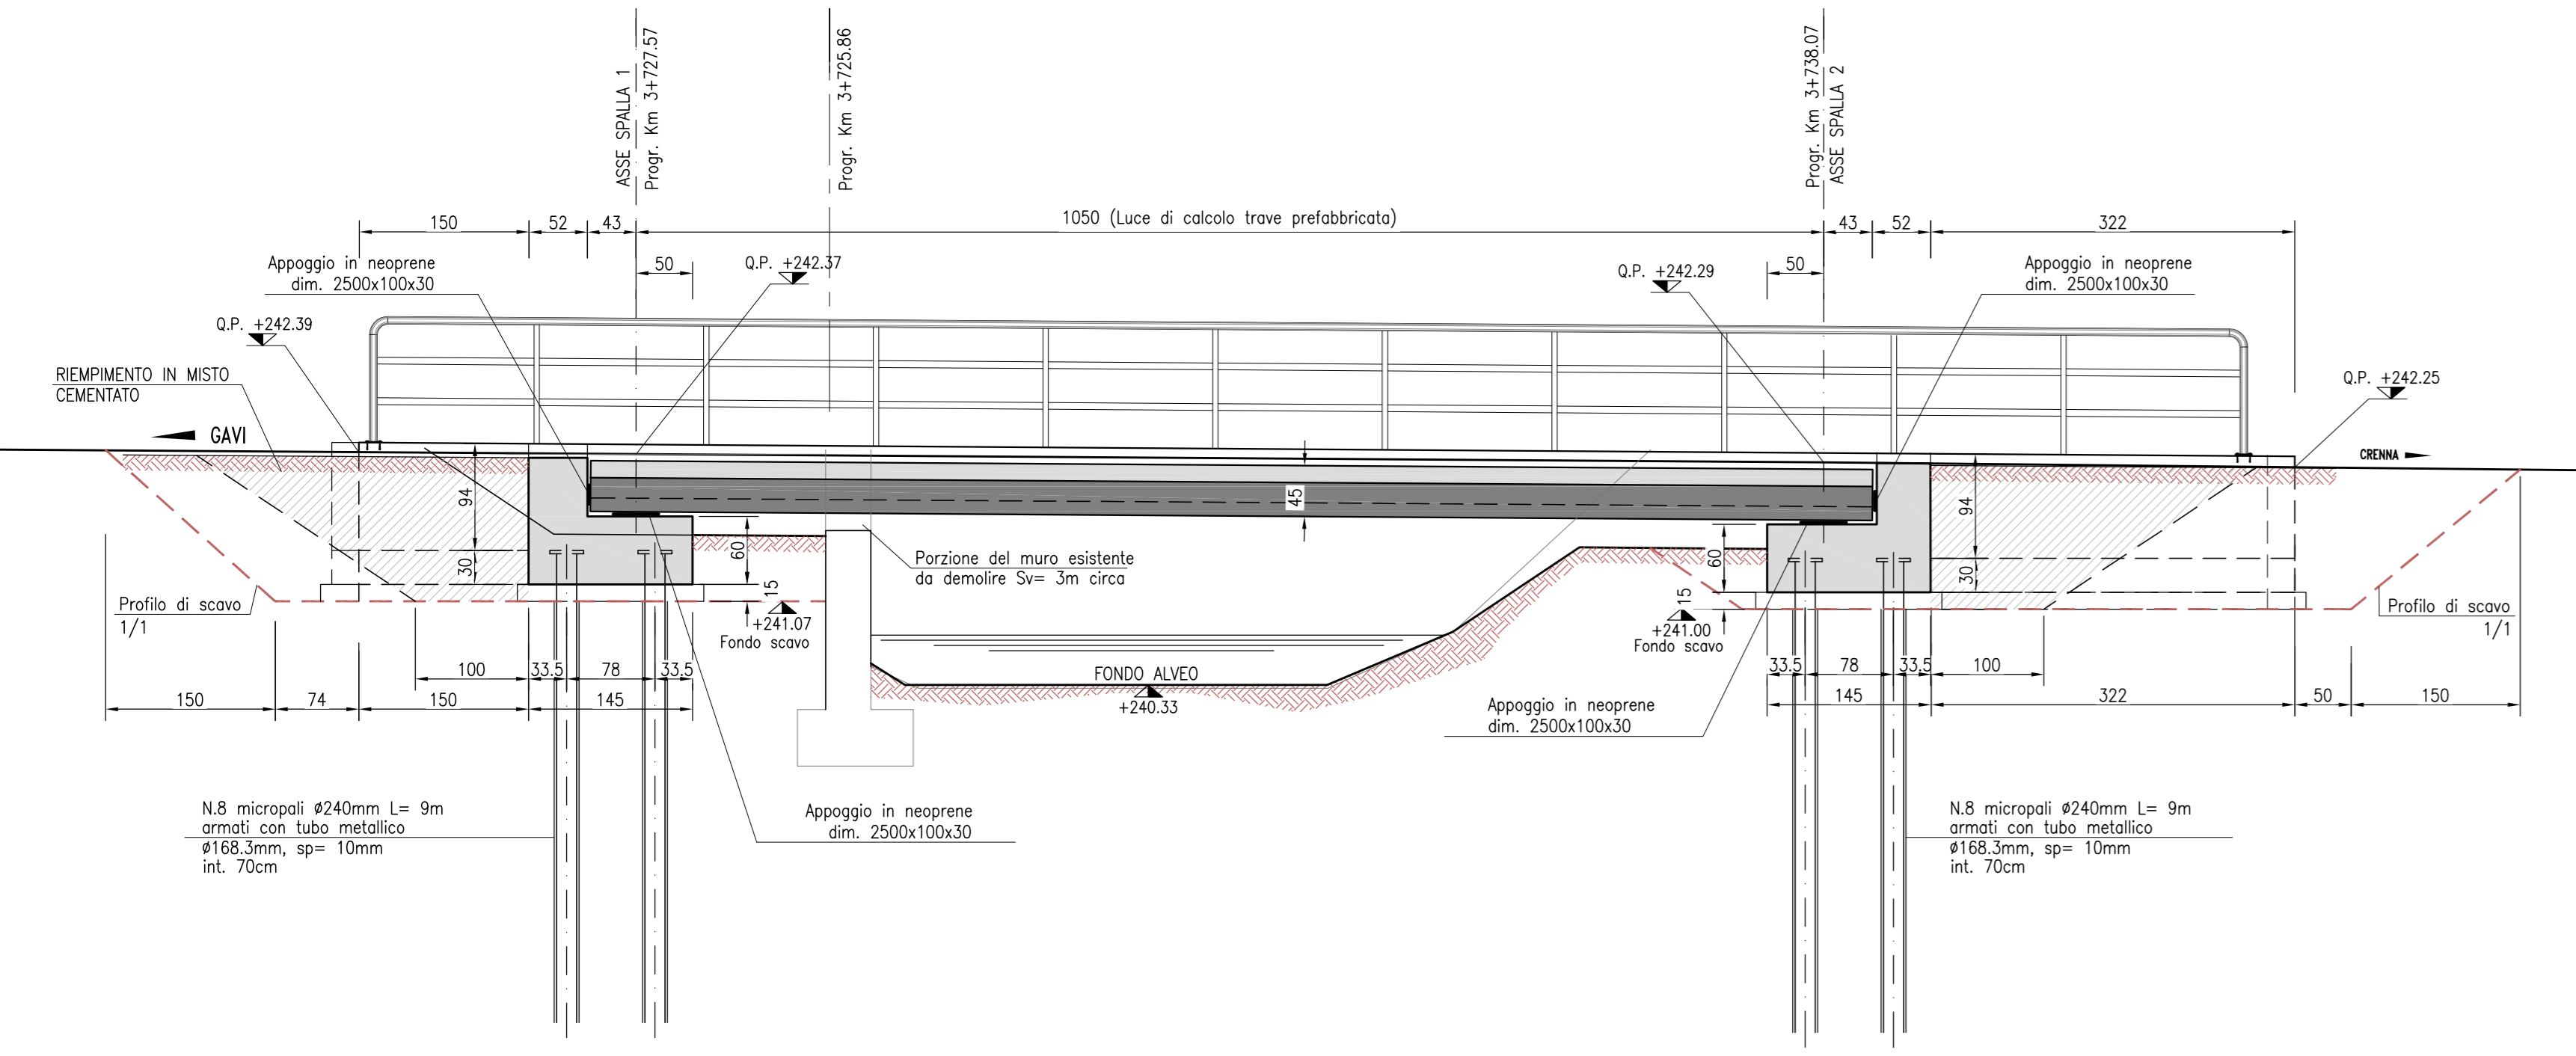 ASSE SPALLA 1
Progr. Km 3+727.57
Progr. Km 3+725.86
Progr. Km 3+738.07
ASSE SPALLA 2
150
52
43
1050 (Luce di calcolo trave prefabbricata)
43
52
322
Appoggio in neoprene
dim. 2500x100x30
50
Q.P. +242.37
Q.P. +242.29
50
Appoggio in neoprene
dim. 2500x100x30
Q.P. +242.39
RIEMPIMENTO IN MISTO
CEMENTATO
Q.P. +242.25
GAVI
CRENNA
94
30
45
60
15
Porzione del muro esistente
da demolire Sv= 3m circa
94
30
60
15
Profilo di scavo
1/1
+241.07
Fondo scavo
+241.00
Fondo scavo
Profilo di scavo
1/1
100
33.5
78
33.5
FONDO ALVEO
+240.33
33.5
78
33.5
100
150
74
150
145
145
322
50
150
Appoggio in neoprene
dim. 2500x100x30
N.8 micropali ø240mm L= 9m
armati con tubo metallico
ø168.3mm, sp= 10mm
int. 70cm
Appoggio in neoprene
dim. 2500x100x30
N.8 micropali ø240mm L= 9m
armati con tubo metallico
ø168.3mm, sp= 10mm
int. 70cm